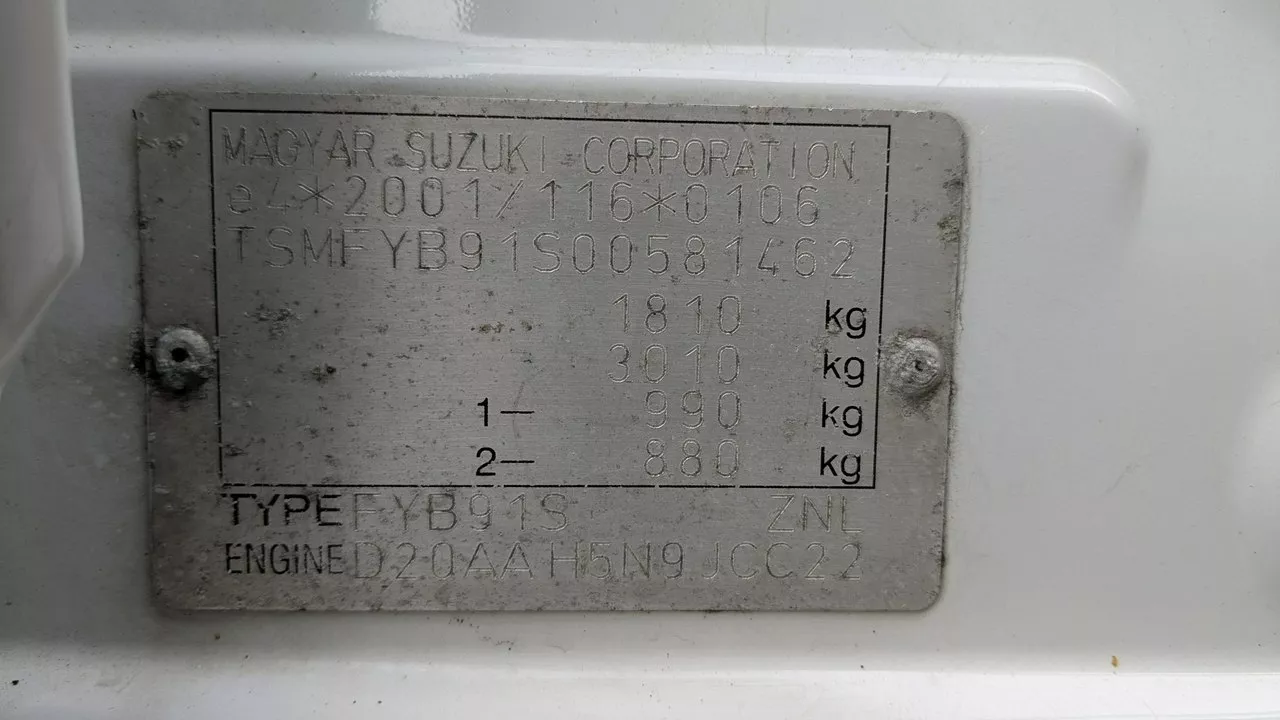 MAGYAR SUZUKI CORPORATION
e4*2001/116*0106
TSMFYB91S00581462
1810 kg
3010 kg
1— 990 kg
2— 880 kg
TYPE FYB91S ZNL
ENGINE D20AA H5N9 JCC22